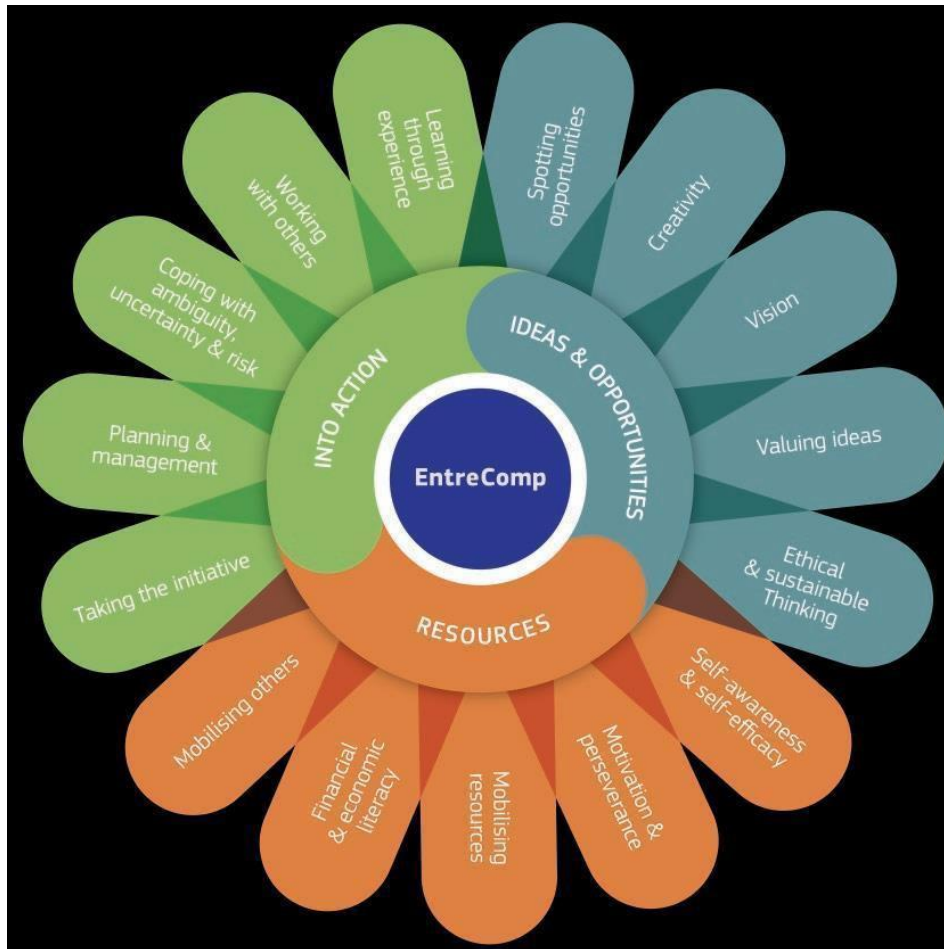 EntreComp
IDEAS & OPPORTUNITIES
Spotting
opportunities
Creativity
Vision
Valuing ideas
Ethical
& sustainable
Thinking
RESOURCES
Self-awareness
& self-efficacy
Motivation &
perseverance
Mobilising
resources
Financial
& economic
literacy
Mobilising others
INTO ACTION
Taking the initiative
Planning &
management
Coping with
ambiguity,
uncertainty & risk
Working
with others
Learning
through
experience